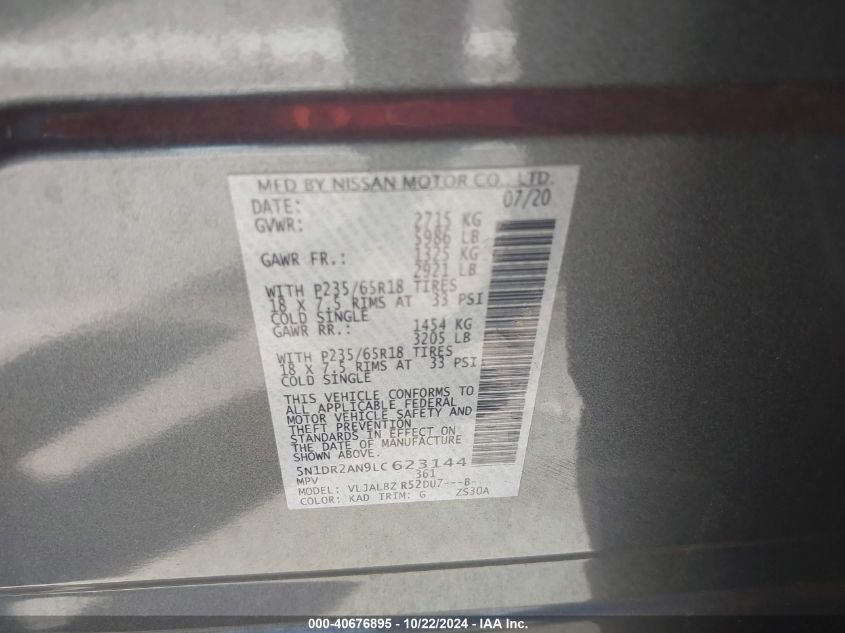 MFD BY NISSAN MOTOR CO., LTD.
DATE: 07/20
GVWR: 2715 KG
5986 LB
GAWR FR.: 1325 KG
2921 LB
WITH P235/65R18 TIRES
18 X 7.5 RIMS AT 33 PSI
COLD SINGLE
GAWR RR.: 1454 KG
3205 LB
WITH P235/65R18 TIRES
18 X 7.5 RIMS AT 33 PSI
COLD SINGLE
THIS VEHICLE CONFORMS TO
ALL APPLICABLE FEDERAL
MOTOR VEHICLE SAFETY AND
THEFT PREVENTION
STANDARDS IN EFFECT ON
THE DATE OF MANUFACTURE
SHOWN ABOVE.
5N1DR2AN9LC623144
MPV 361
MODEL: VLJALBZ R52DU7---B-
COLOR: KAD TRIM: G ZS30A
000-40676895 - 10/22/2024 - IAA Inc.